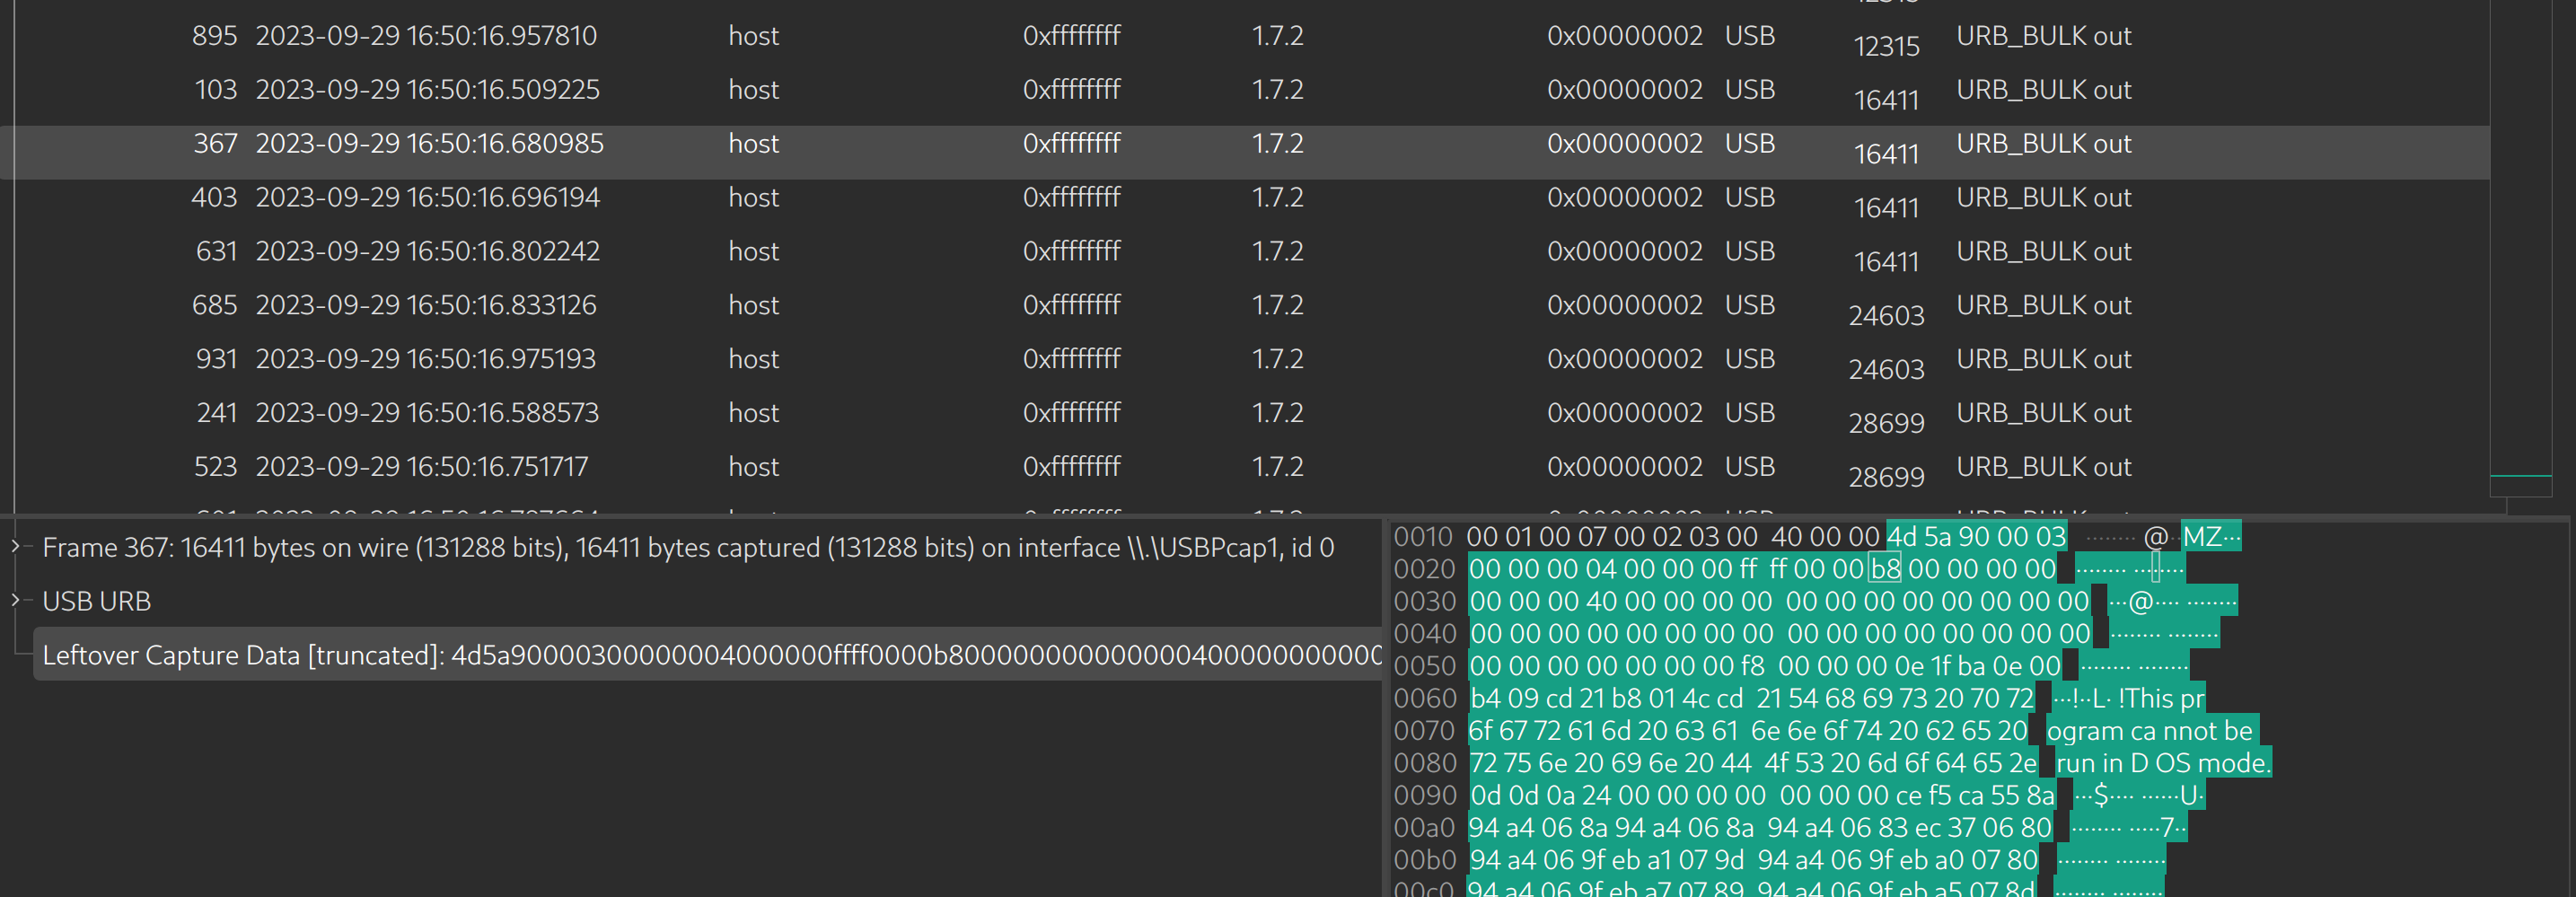 895 2023-09-29 16:50:16.957810 host 0xffffffff 1.7.2 0x00000002 USB 12315 URB_BULK out
103 2023-09-29 16:50:16.509225 host 0xffffffff 1.7.2 0x00000002 USB 16411 URB_BULK out
367 2023-09-29 16:50:16.680985 host 0xffffffff 1.7.2 0x00000002 USB 16411 URB_BULK out
403 2023-09-29 16:50:16.696194 host 0xffffffff 1.7.2 0x00000002 USB 16411 URB_BULK out
631 2023-09-29 16:50:16.802242 host 0xffffffff 1.7.2 0x00000002 USB 16411 URB_BULK out
685 2023-09-29 16:50:16.833126 host 0xffffffff 1.7.2 0x00000002 USB 24603 URB_BULK out
931 2023-09-29 16:50:16.975193 host 0xffffffff 1.7.2 0x00000002 USB 24603 URB_BULK out
241 2023-09-29 16:50:16.588573 host 0xffffffff 1.7.2 0x00000002 USB 28699 URB_BULK out
523 2023-09-29 16:50:16.751717 host 0xffffffff 1.7.2 0x00000002 USB 28699 URB_BULK out
Frame 367: 16411 bytes on wire (131288 bits), 16411 bytes captured (131288 bits) on interface \\.\USBPcap1, id 0
USB URB
Leftover Capture Data [truncated]: 4d5a90000300000004000000ffff0000b8000000000000004000000000000
0010 00 01 00 07 00 02 03 00 40 00 00 4d 5a 90 00 03 ········ @··MZ···
0020 00 00 00 04 00 00 00 ff ff 00 00 b8 00 00 00 00 ········ ········
0030 00 00 00 40 00 00 00 00 00 00 00 00 00 00 00 00 ···@···· ········
0040 00 00 00 00 00 00 00 00 00 00 00 00 00 00 00 00 ········ ········
0050 00 00 00 00 00 00 00 f8 00 00 00 0e 1f ba 0e 00 ········ ········
0060 b4 09 cd 21 b8 01 4c cd 21 54 68 69 73 20 70 72 ···!··L· !This pr
0070 6f 67 72 61 6d 20 63 61 6e 6e 6f 74 20 62 65 20 ogram ca nnot be
0080 72 75 6e 20 69 6e 20 44 4f 53 20 6d 6f 64 65 2e run in D OS mode.
0090 0d 0d 0a 24 00 00 00 00 00 00 00 ce f5 ca 55 8a ···$···· ······U·
00a0 94 a4 06 8a 94 a4 06 8a 94 a4 06 83 ec 37 06 80 ········ ·····7··
00b0 94 a4 06 9f eb a1 07 9d 94 a4 06 9f eb a0 07 80 ········ ········
00c0 94 a4 06 9f eb a7 07 89 94 a4 06 9f eb a5 07 8d ········ ········